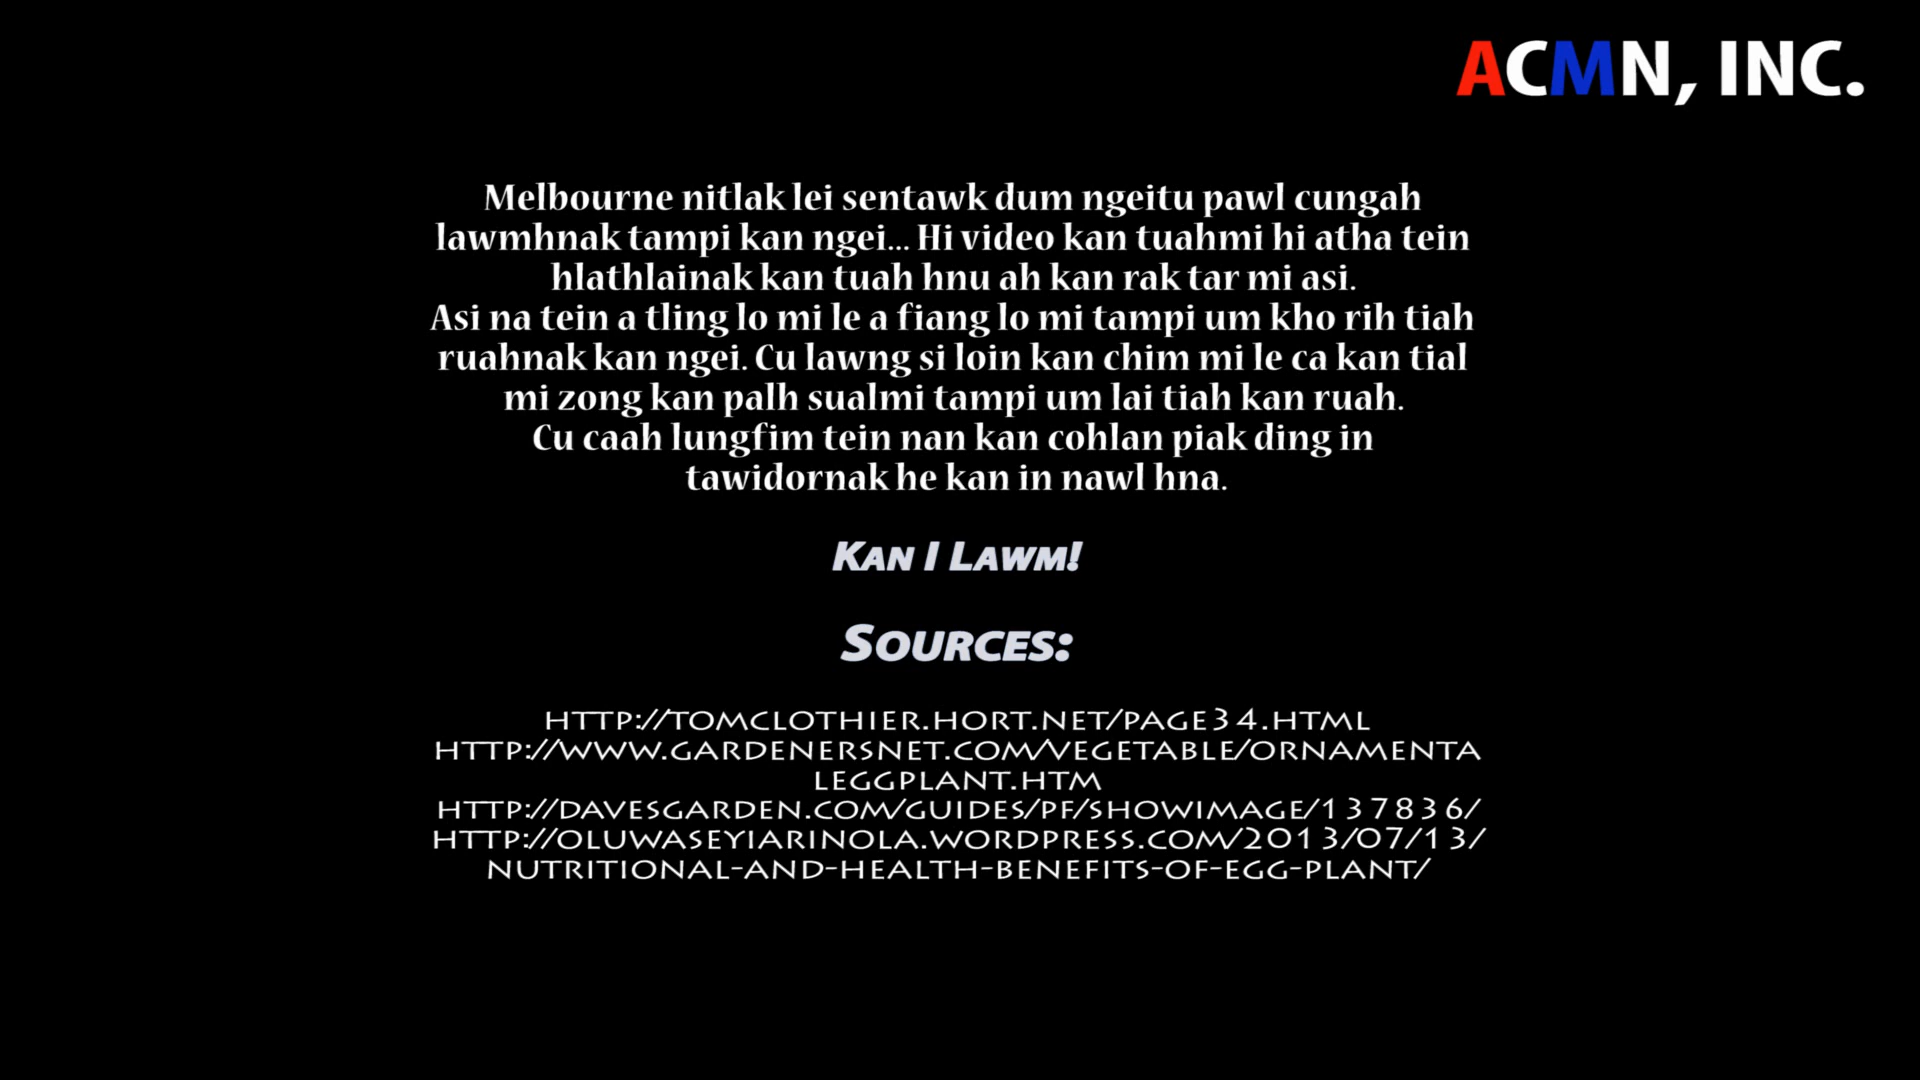 ACMN, INC.
Melbourne nitlak lei sentawk dum ngeitu pawl cungah
lawmhnak tampi kan ngei... Hi video kan tuahmi hi atha tein
hlathlainak kan tuah hnu ah kan rak tar mi asi.
Asi na tein a tling lo mi le a fiang lo mi tampi um kho rih tiah
ruahnak kan ngei. Cu lawng si loin kan chim mi le ca kan tial
mi zong kan palh sualmi tampi um lai tiah kan ruah.
Cu caah lungfim tein nan kan cohlan piak ding in
tawidornak he kan in nawl hna.
KAN I LAWM!
SOURCES:
HTTP://TOMCLOTHIER.HORT.NET/PAGE34.HTML
HTTP://WWW.GARDENERSNET.COM/VEGETABLE/ORNAMENTA
LEGGPLANT.HTM
HTTP://DAVESGARDEN.COM/GUIDES/PF/SHOWIMAGE/137836/
HTTP://OLUWASEYIARINOLA.WORDPRESS.COM/2013/07/13/
NUTRITIONAL-AND-HEALTH-BENEFITS-OF-EGG-PLANT/